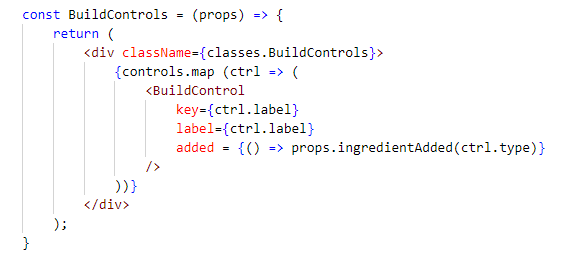 const BuildControls = (props) => {
    return (
        <div className={classes.BuildControls}>
            {controls.map (ctrl => (
                <BuildControl
                    key={ctrl.label}
                    label={ctrl.label}
                    added = {() => props.ingredientAdded(ctrl.type)}
                />
            ))}
        </div>
    );
}